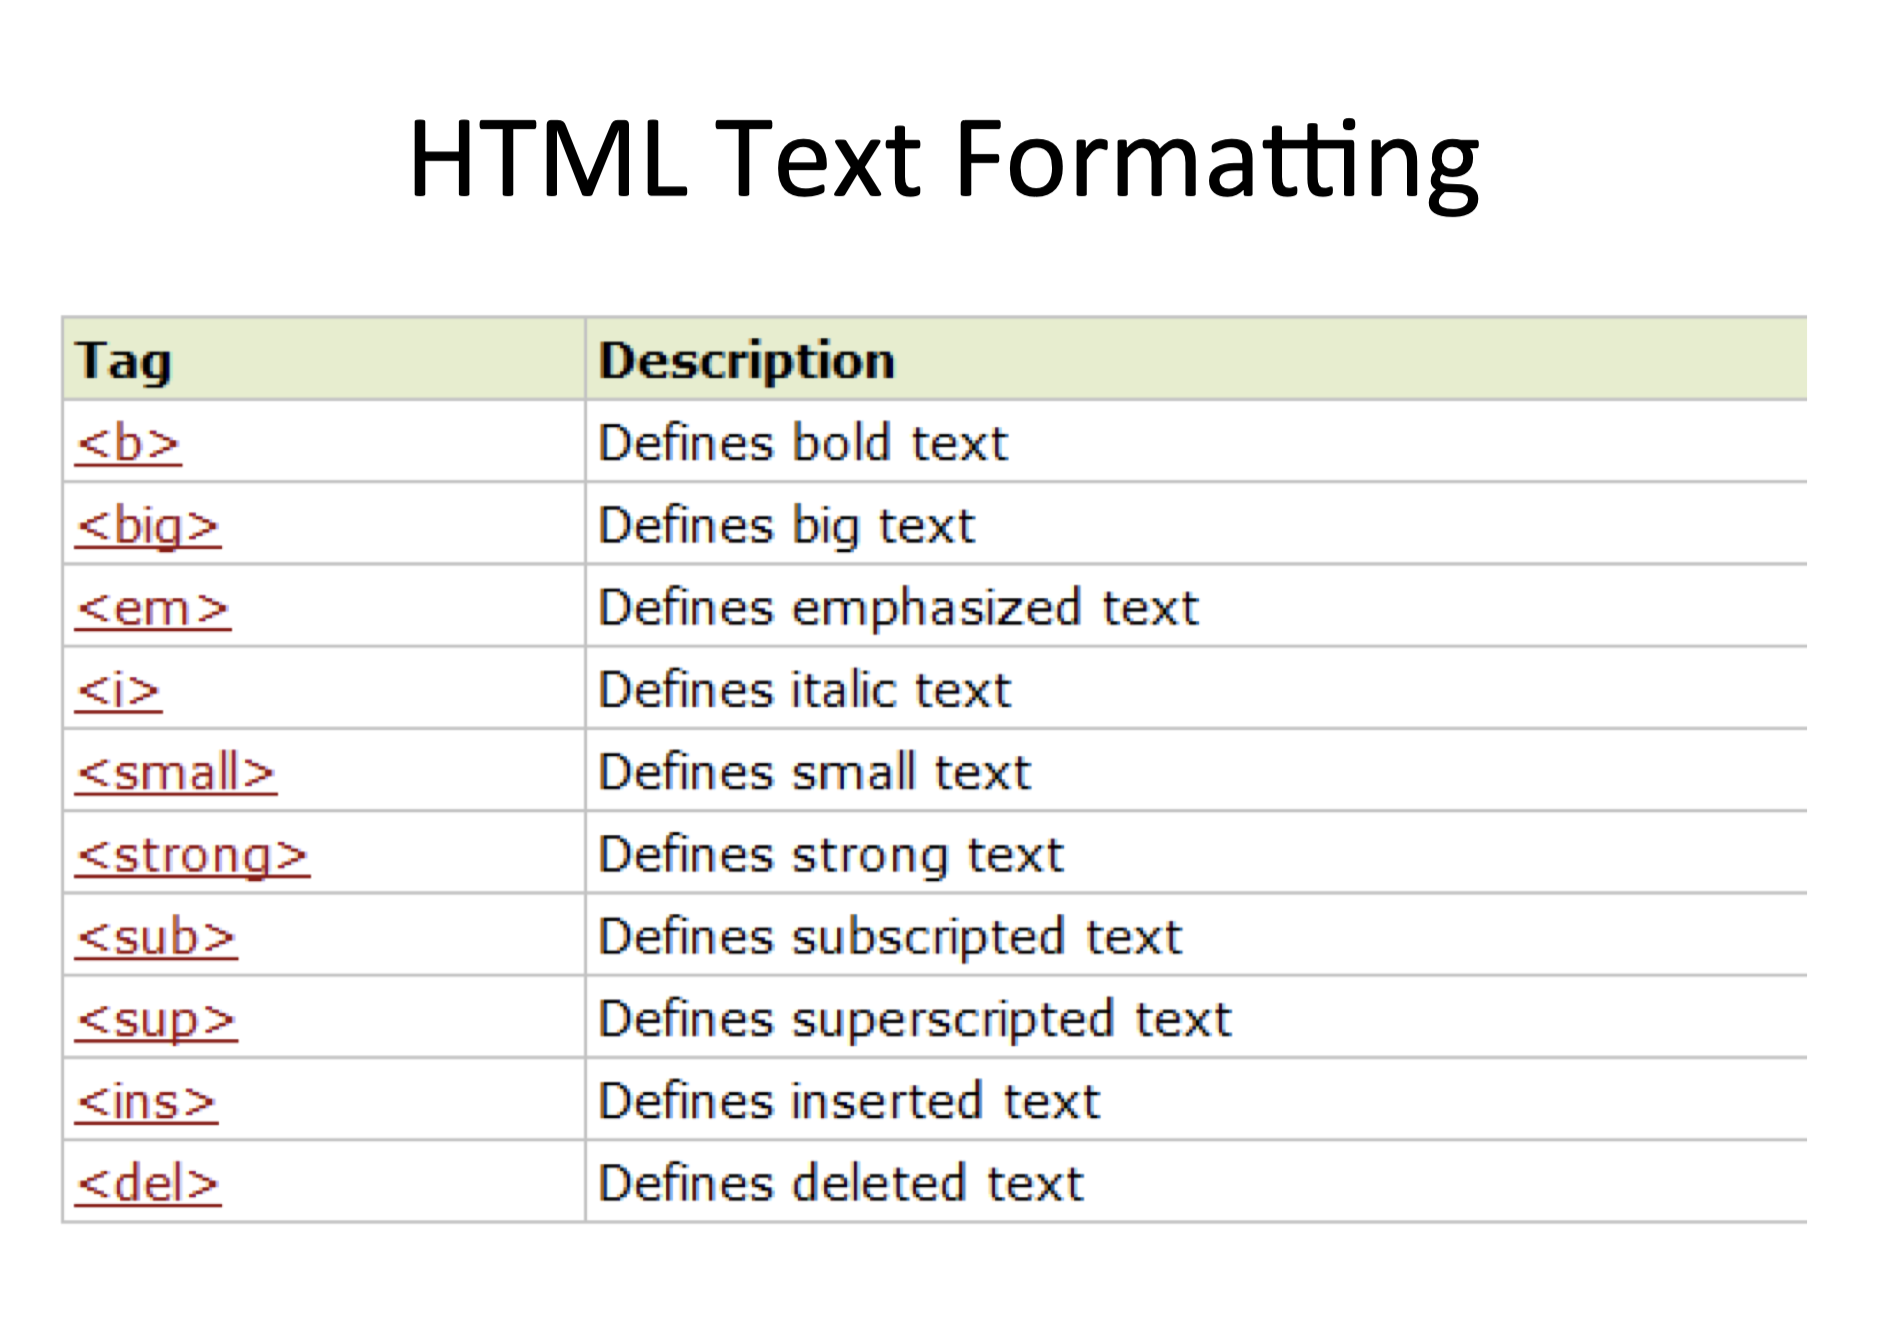 HTML Text Formatting
Tag Description
<b> Defines bold text
<big> Defines big text
<em> Defines emphasized text
<i> Defines italic text
<small> Defines small text
<strong> Defines strong text
<sub> Defines subscripted text
<sup> Defines superscripted text
<ins> Defines inserted text
<del> Defines deleted text